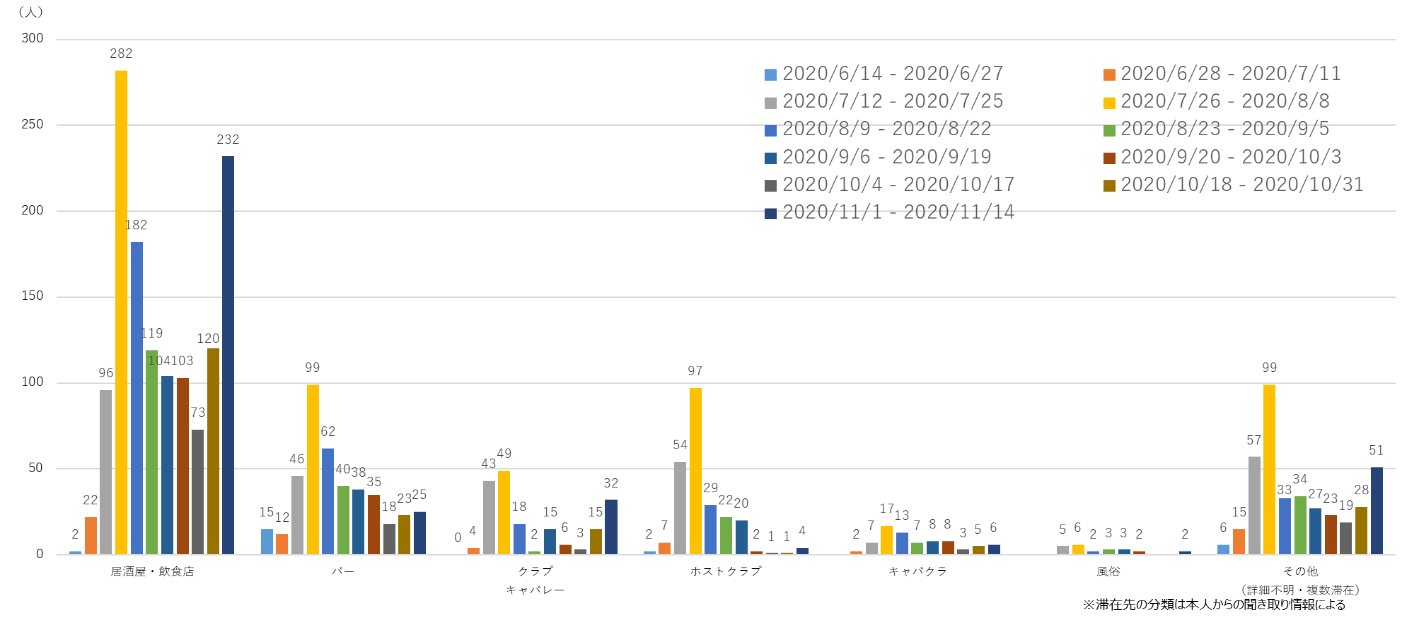 （人）
300
282
250
232
200
182
150
119
120
104
103
100
96
73
50
22
2
0
2020/6/14 - 2020/6/27
2020/6/28 - 2020/7/11
2020/7/12 - 2020/7/25
2020/7/26 - 2020/8/8
2020/8/9 - 2020/8/22
2020/8/23 - 2020/9/5
2020/9/6 - 2020/9/19
2020/9/20 - 2020/10/3
2020/10/4 - 2020/10/17
2020/10/18 - 2020/10/31
2020/11/1 - 2020/11/14
15 12 46 99 62 40 38 35 18 23 25
0 4 43 49 18 2 15 6 3 15 32
2 7 54 97 29 22 20 2 1 1 4
2 7 17 13 7 8 8 3 5 6
5 6 2 3 3 2 2
6 15 57 99 33 34 27 23 19 28 51
居酒屋・飲食店
バー
クラブ
キャバレー
ホストクラブ
キャバクラ
風俗
その他
（詳細不明・複数滞在）
※滞在先の分類は本人からの聞き取り情報による